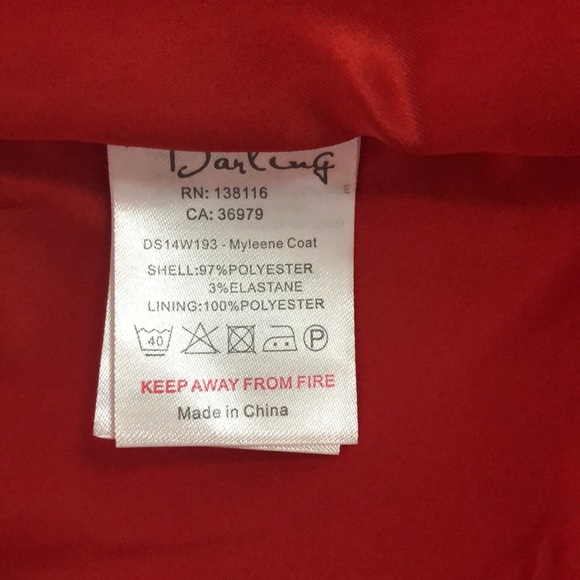 Darling
RN: 138116
CA: 36979
DS14W193 - Myleene Coat
SHELL:97%POLYESTER
3%ELASTANE
LINING:100%POLYESTER
40
P
KEEP AWAY FROM FIRE
Made in China